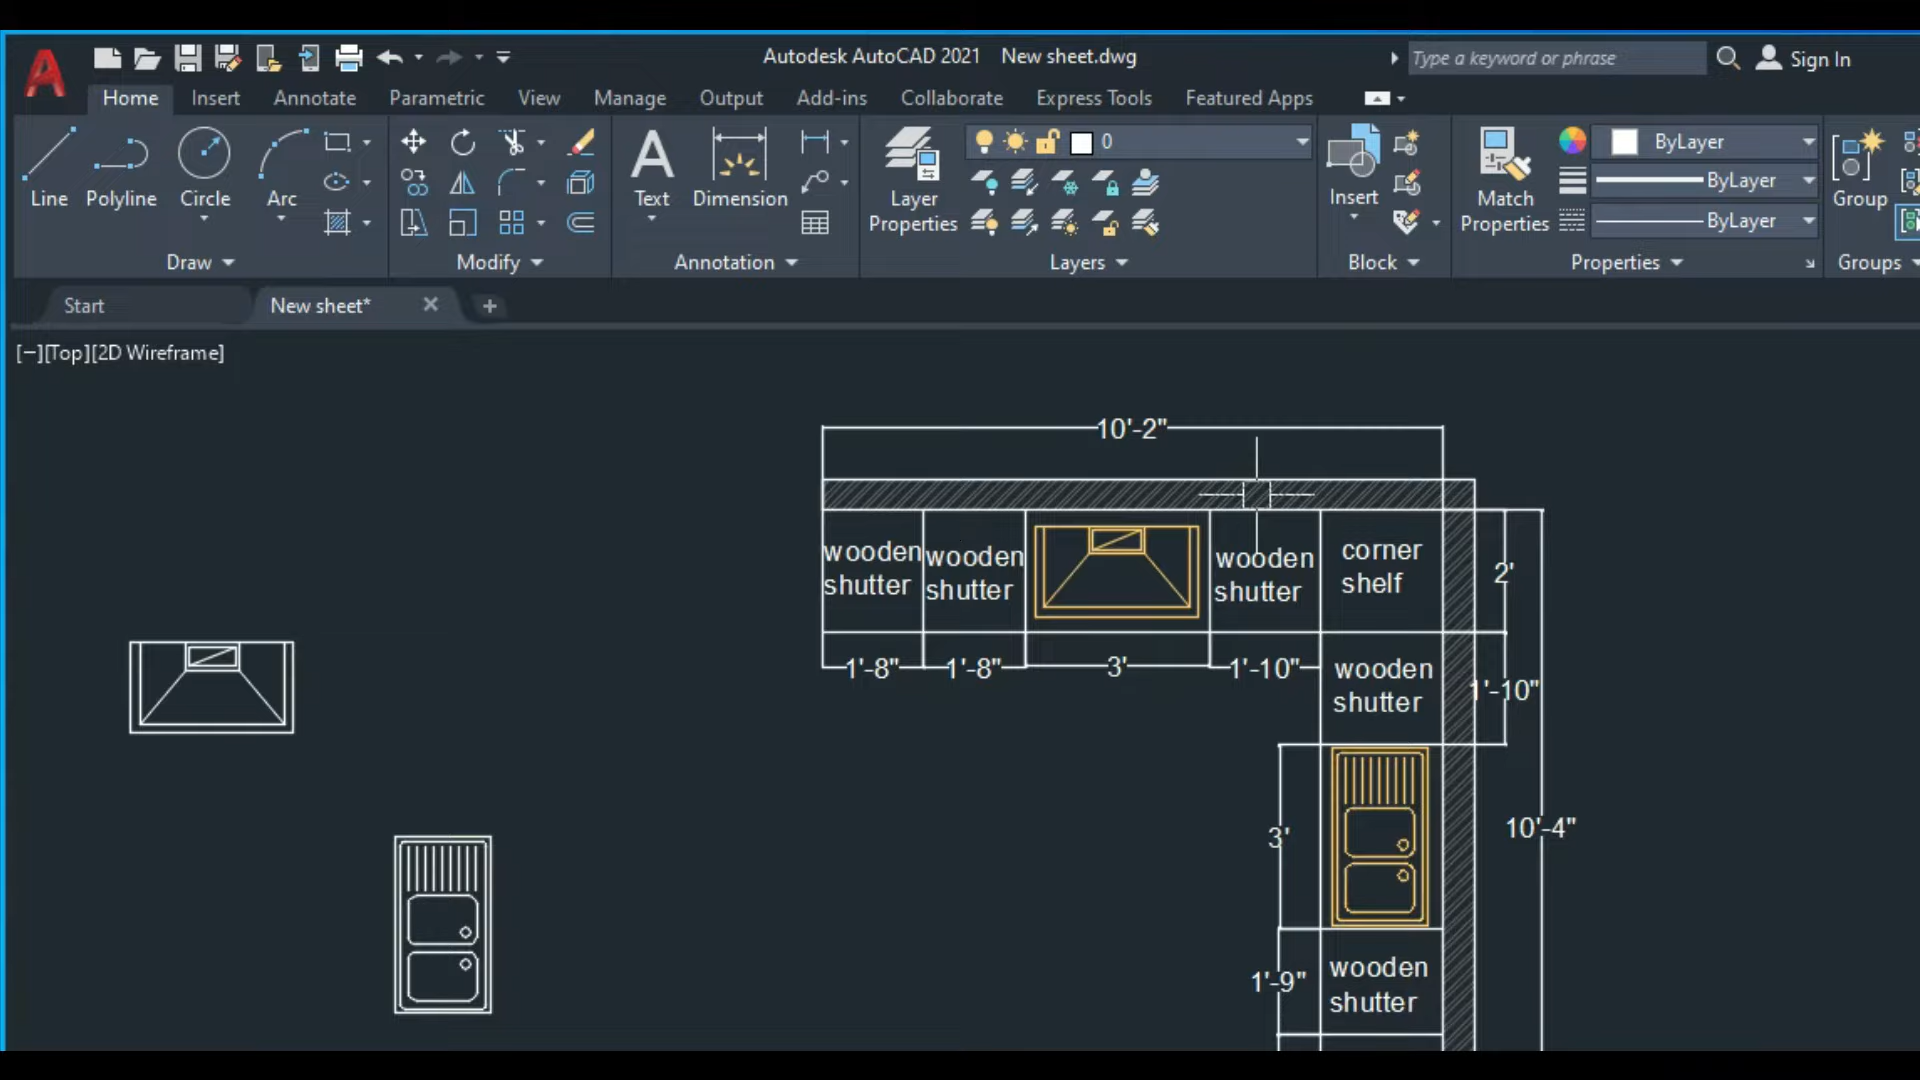 Autodesk AutoCAD 2021 New sheet.dwg
Type a keyword or phrase
Sign In
Home Insert Annotate Parametric View Manage Output Add-ins Collaborate Express Tools Featured Apps
Line Polyline Circle Arc
Text Dimension
Layer
Properties
0
Insert
Match
Properties
ByLayer
ByLayer
ByLayer
Group
Draw Modify Annotation Layers Block Properties Groups
Start New sheet*
[−][Top][2D Wireframe]
10'-2"
wooden
shutter
wooden
shutter
wooden
shutter
corner
shelf
2'
1'-8" 1'-8" 3' 1'-10"
wooden
shutter
1'-10"
3'
10'-4"
1'-9"
wooden
shutter